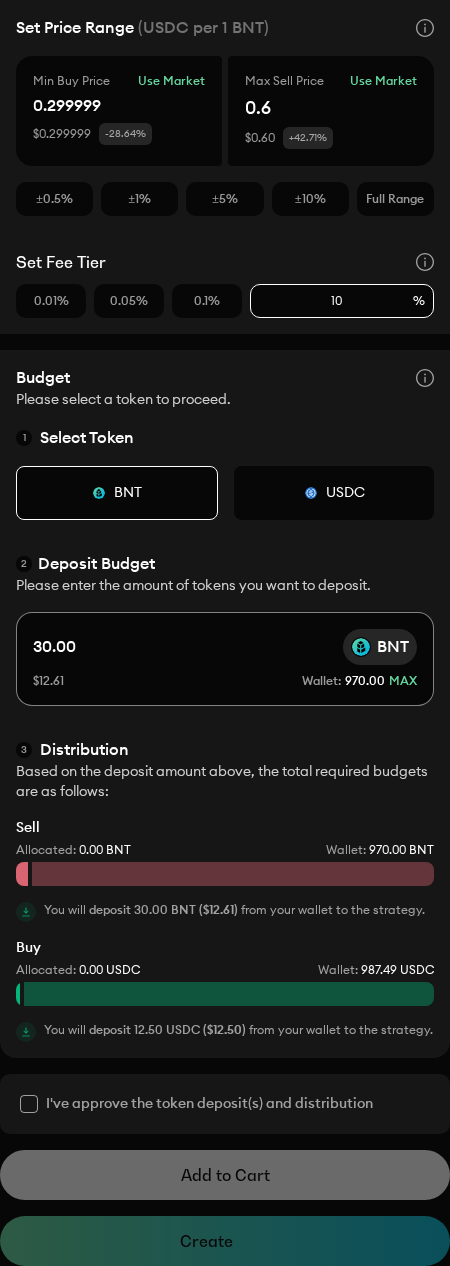 Set Price Range (USDC per 1 BNT)
Min Buy Price Use Market
0.299999
$0.299999 -28.64%
Max Sell Price Use Market
0.6
$0.60 +42.71%
±0.5% ±1% ±5% ±10% Full Range
Set Fee Tier
0.01% 0.05% 0.1% 10 %
Budget
Please select a token to proceed.
1 Select Token
BNT USDC
2 Deposit Budget
Please enter the amount of tokens you want to deposit.
30.00 BNT
$12.61 Wallet: 970.00 MAX
3 Distribution
Based on the deposit amount above, the total required budgets
are as follows:
Sell
Allocated: 0.00 BNT Wallet: 970.00 BNT
You will deposit 30.00 BNT ($12.61) from your wallet to the strategy.
Buy
Allocated: 0.00 USDC Wallet: 987.49 USDC
You will deposit 12.50 USDC ($12.50) from your wallet to the strategy.
I've approve the token deposit(s) and distribution
Add to Cart
Create